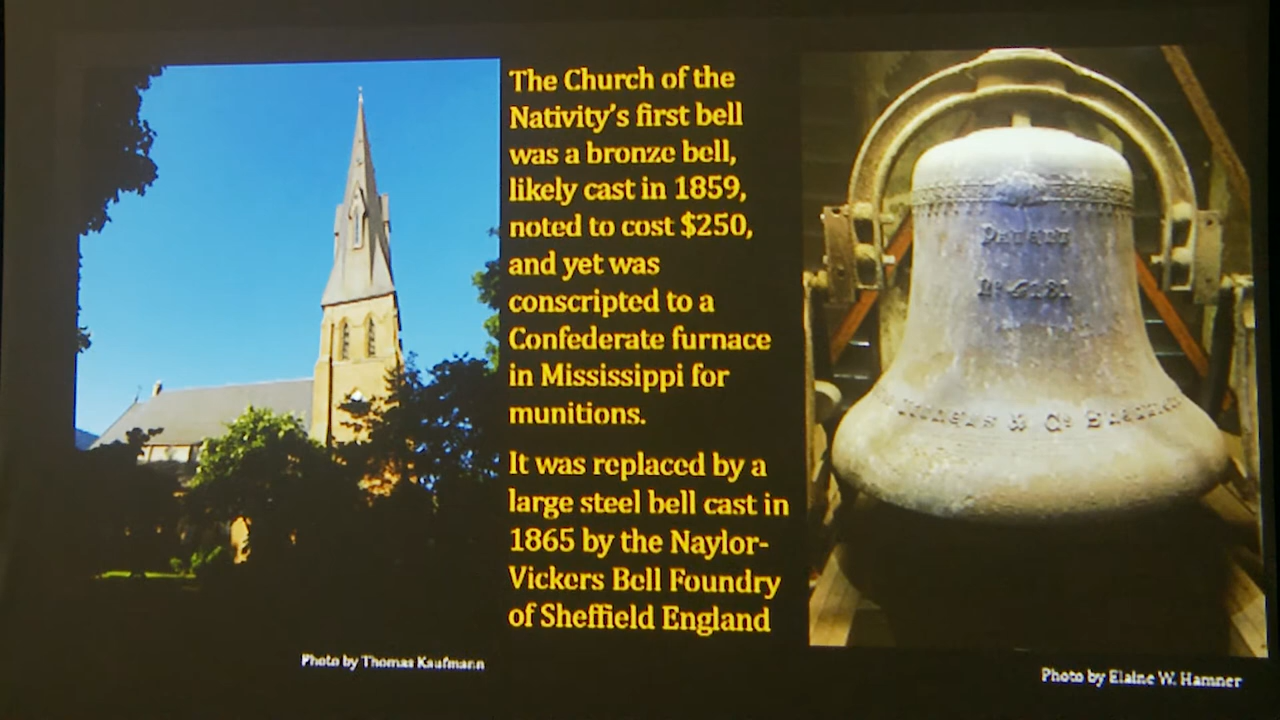 The Church of the
Nativity's first bell
was a bronze bell,
likely cast in 1859,
noted to cost $250,
and yet was
conscripted to a
Confederate furnace
in Mississippi for
munitions.
It was replaced by a
large steel bell cast in
1865 by the Naylor-
Vickers Bell Foundry
of Sheffield England
Photo by Thomas Kaufmann
Patent
Photo by Elaine W. Hamner